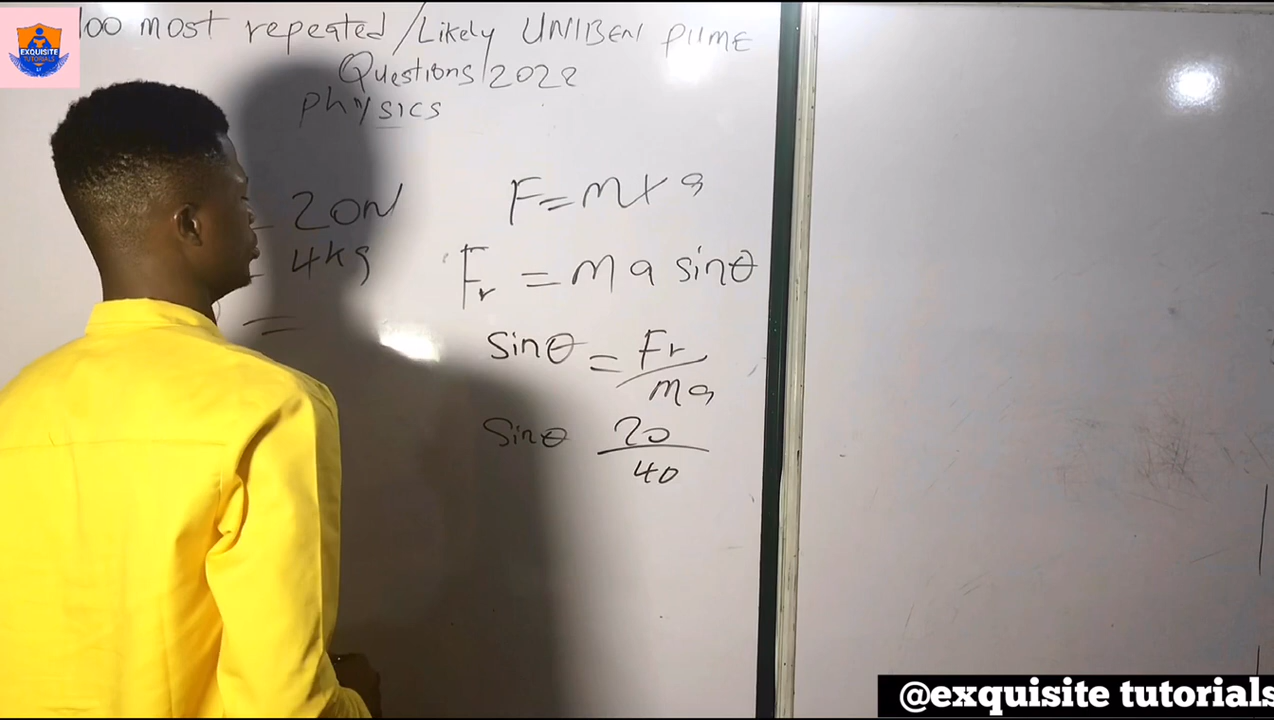 EXQUISITE
TUTORIALS
100 most repeated/Likely UNIBEN PUME
Questions 2022
Physics
20N
4kg
=
F = m x a
Fr = ma sinθ
sinθ = Fr/ma
sinθ 20/40
@exquisite tutorials